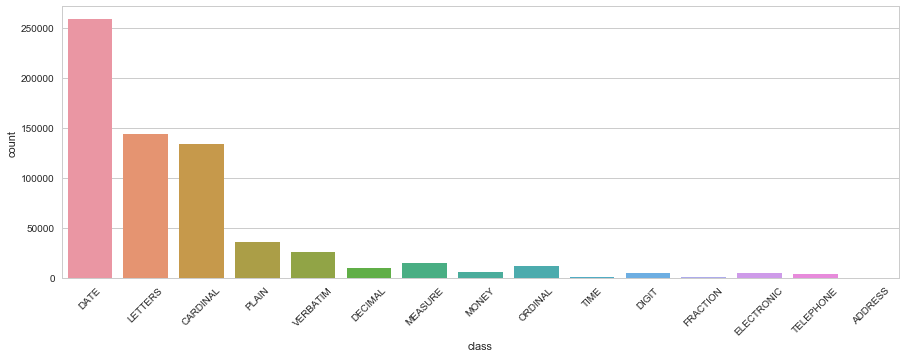 250000
200000
150000
100000
50000
0
count
DATE
LETTERS
CARDINAL
PLAIN
VERBATIM
DECIMAL
MEASURE
MONEY
ORDINAL
TIME
DIGIT
FRACTION
ELECTRONIC
TELEPHONE
ADDRESS
class